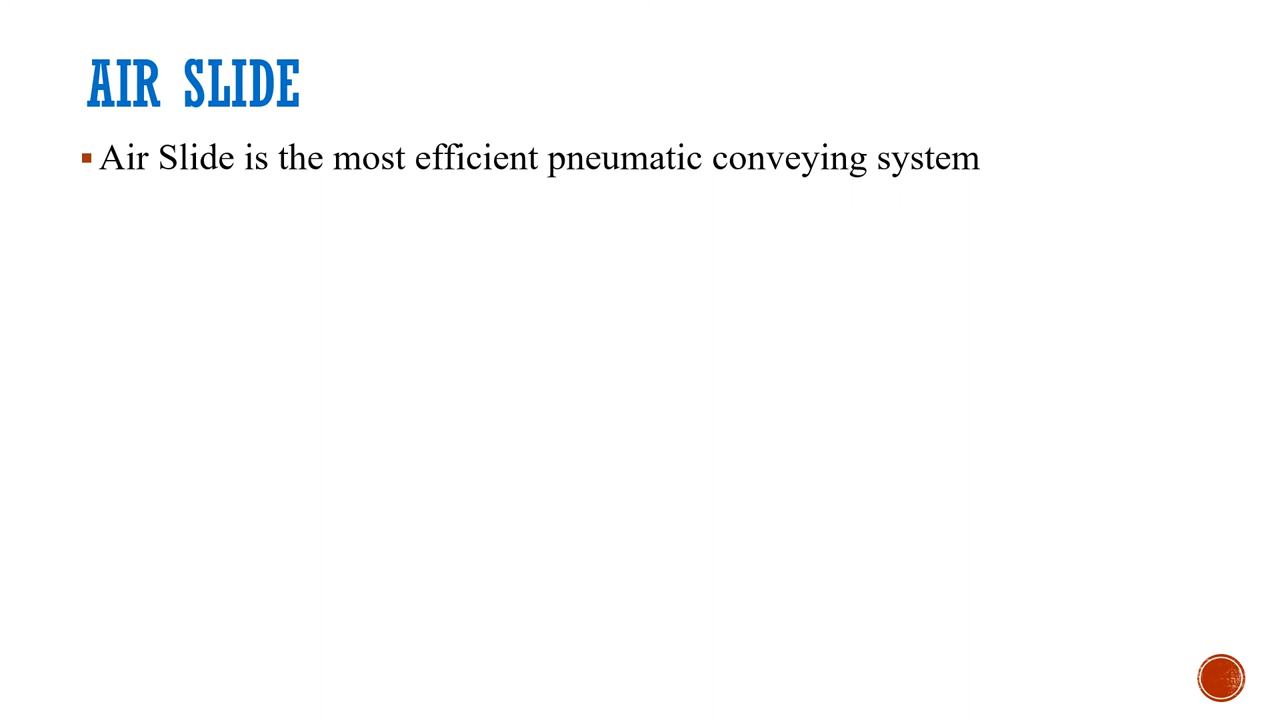 AIR SLIDE
▪ Air Slide is the most efficient pneumatic conveying system